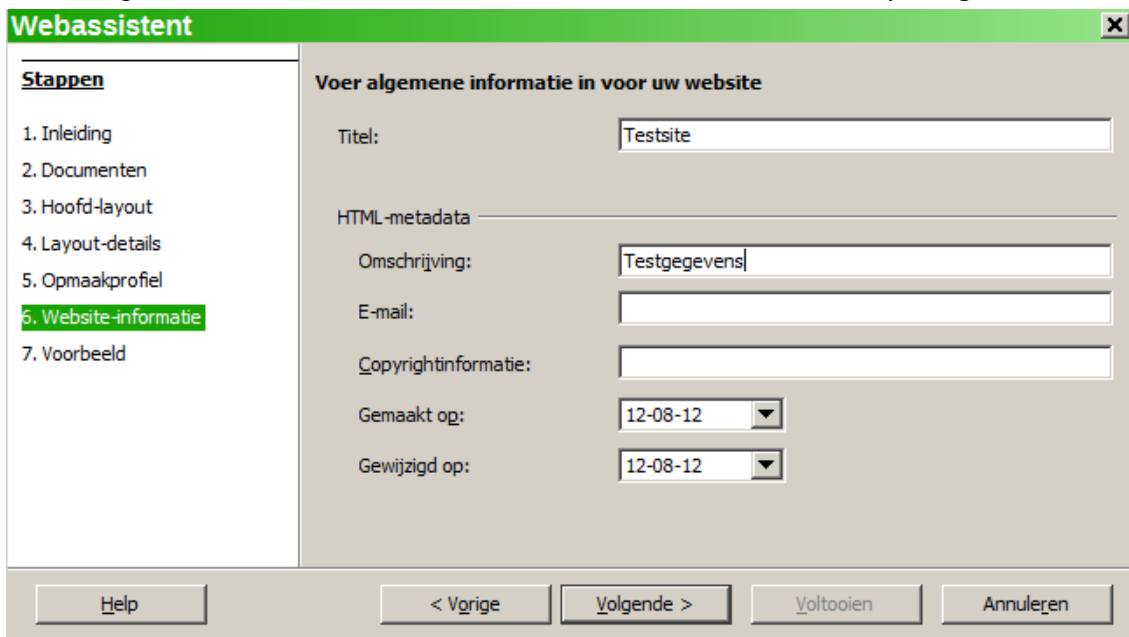 Webassistent
Stappen
1. Inleiding
2. Documenten
3. Hoofd-layout
4. Layout-details
5. Opmaakprofiel
6. Website-informatie
7. Voorbeeld
Voer algemene informatie in voor uw website
Titel: Testsite
HTML-metadata
Omschrijving: Testgegevens
E-mail:
Copyrightinformatie:
Gemaakt op: 12-08-12
Gewijzigd op: 12-08-12
Help < Vorige Volgende > Voltooien Annuleren